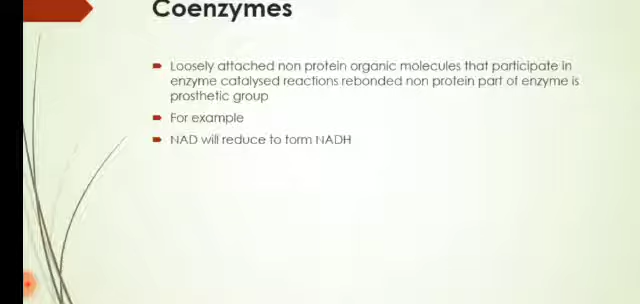 Coenzymes
Loosely attached non protein organic molecules that participate in
enzyme catalysed reactions rebonded non protein part of enzyme is
prosthetic group
For example
NAD will reduce to form NADH